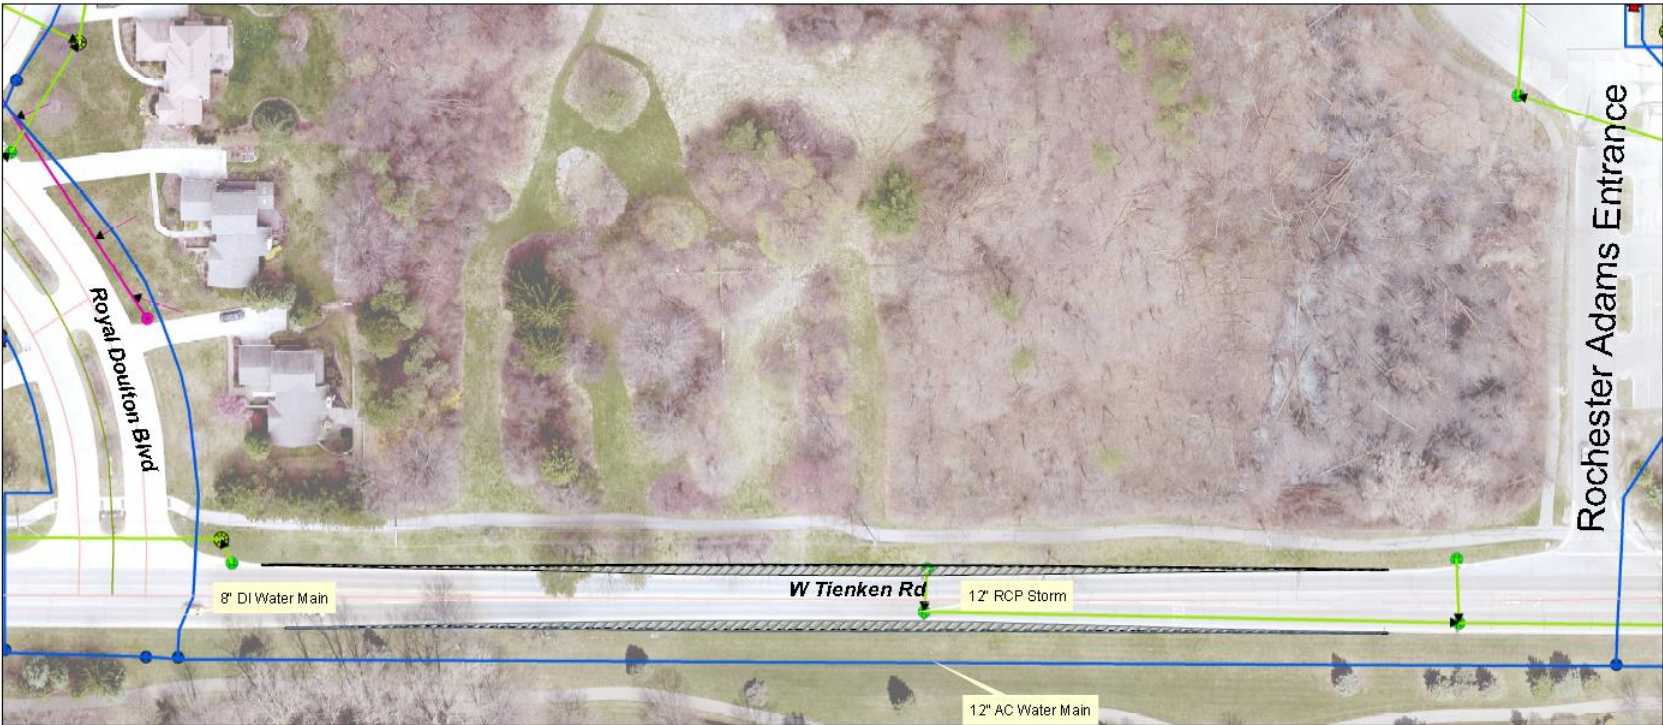 Rochester Adams Entrance
Royal Doulton Blvd
8" DI Water Main
W Tienken Rd
12" RCP Storm
12" AC Water Main